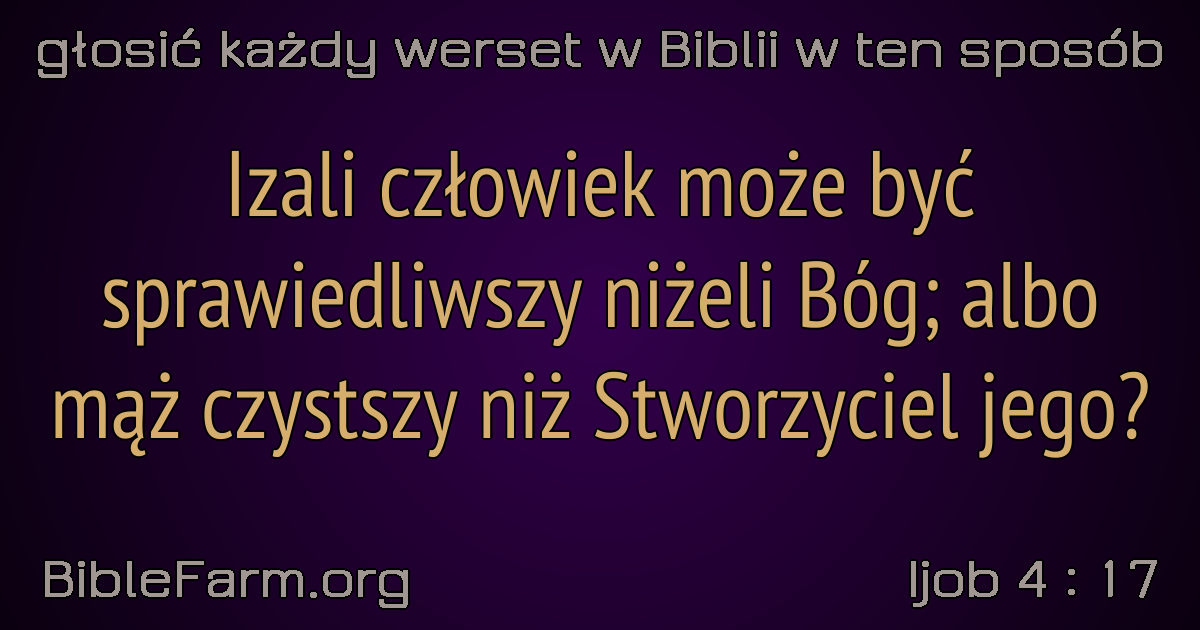 głosić każdy werset w Biblii w ten sposób
Izali człowiek może być
sprawiedliwszy niżeli Bóg; albo
mąż czystszy niż Stworzyciel jego?
BibleFarm.org
Ijob 4 : 17